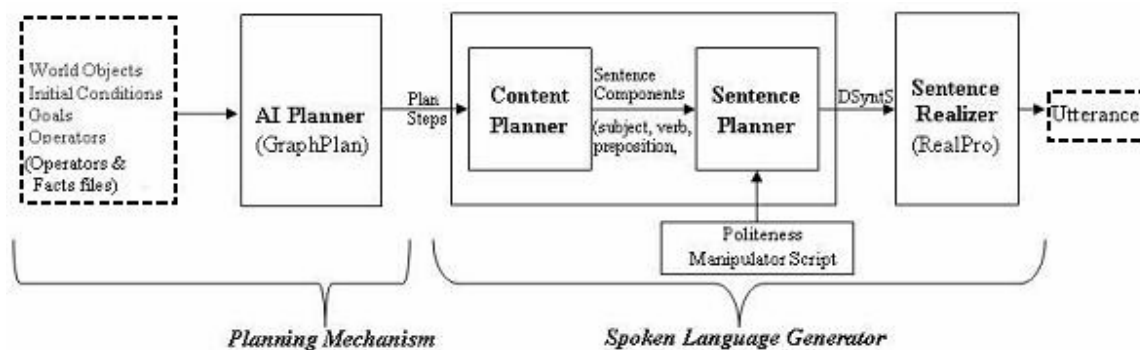 World Objects
Initial Conditions
Goals
Operators
(Operators &
Facts files)
AI Planner
(GraphPlan)
Plan
Steps
Content
Planner
Sentence
Components
(subject, verb,
preposition,
Sentence
Planner
DSyntS
Sentence
Realizer
(RealPro)
Utterance
Politeness
Manipulator Script
Planning Mechanism
Spoken Language Generator